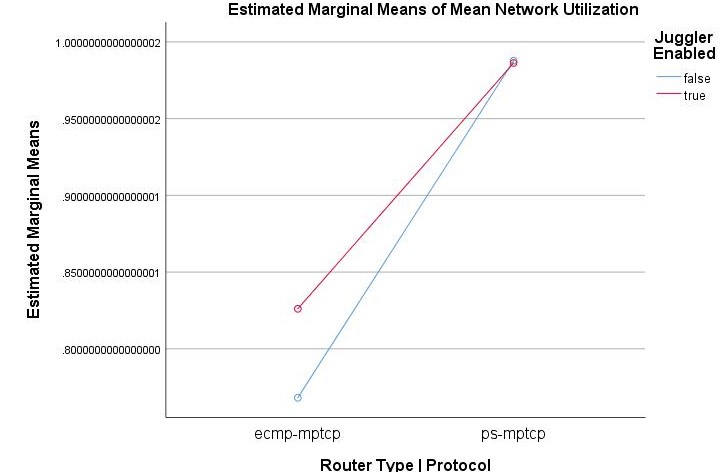 Estimated Marginal Means of Mean Network Utilization
Juggler
Enabled
false
true
Estimated Marginal Means
1.0000000000000002
.9500000000000002
.9000000000000001
.8500000000000001
.8000000000000000
ecmp-mptcp
ps-mptcp
Router Type | Protocol